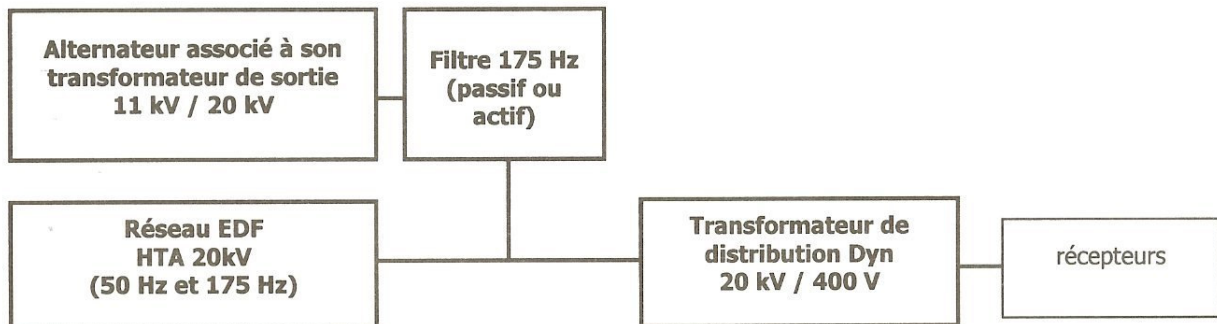 Alternateur associé à son
transformateur de sortie
11 kV / 20 kV
Filtre 175 Hz
(passif ou
actif)
Réseau EDF
HTA 20kV
(50 Hz et 175 Hz)
Transformateur de
distribution Dyn
20 kV / 400 V
récepteurs